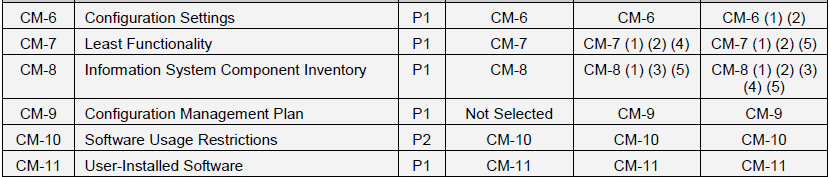 CM-6 Configuration Settings P1 CM-6 CM-6 CM-6 (1) (2)
CM-7 Least Functionality P1 CM-7 CM-7 (1) (2) (4) CM-7 (1) (2) (5)
CM-8 Information System Component Inventory P1 CM-8 CM-8 (1) (3) (5) CM-8 (1) (2) (3)
(4) (5)
CM-9 Configuration Management Plan P1 Not Selected CM-9 CM-9
CM-10 Software Usage Restrictions P2 CM-10 CM-10 CM-10
CM-11 User-Installed Software P1 CM-11 CM-11 CM-11